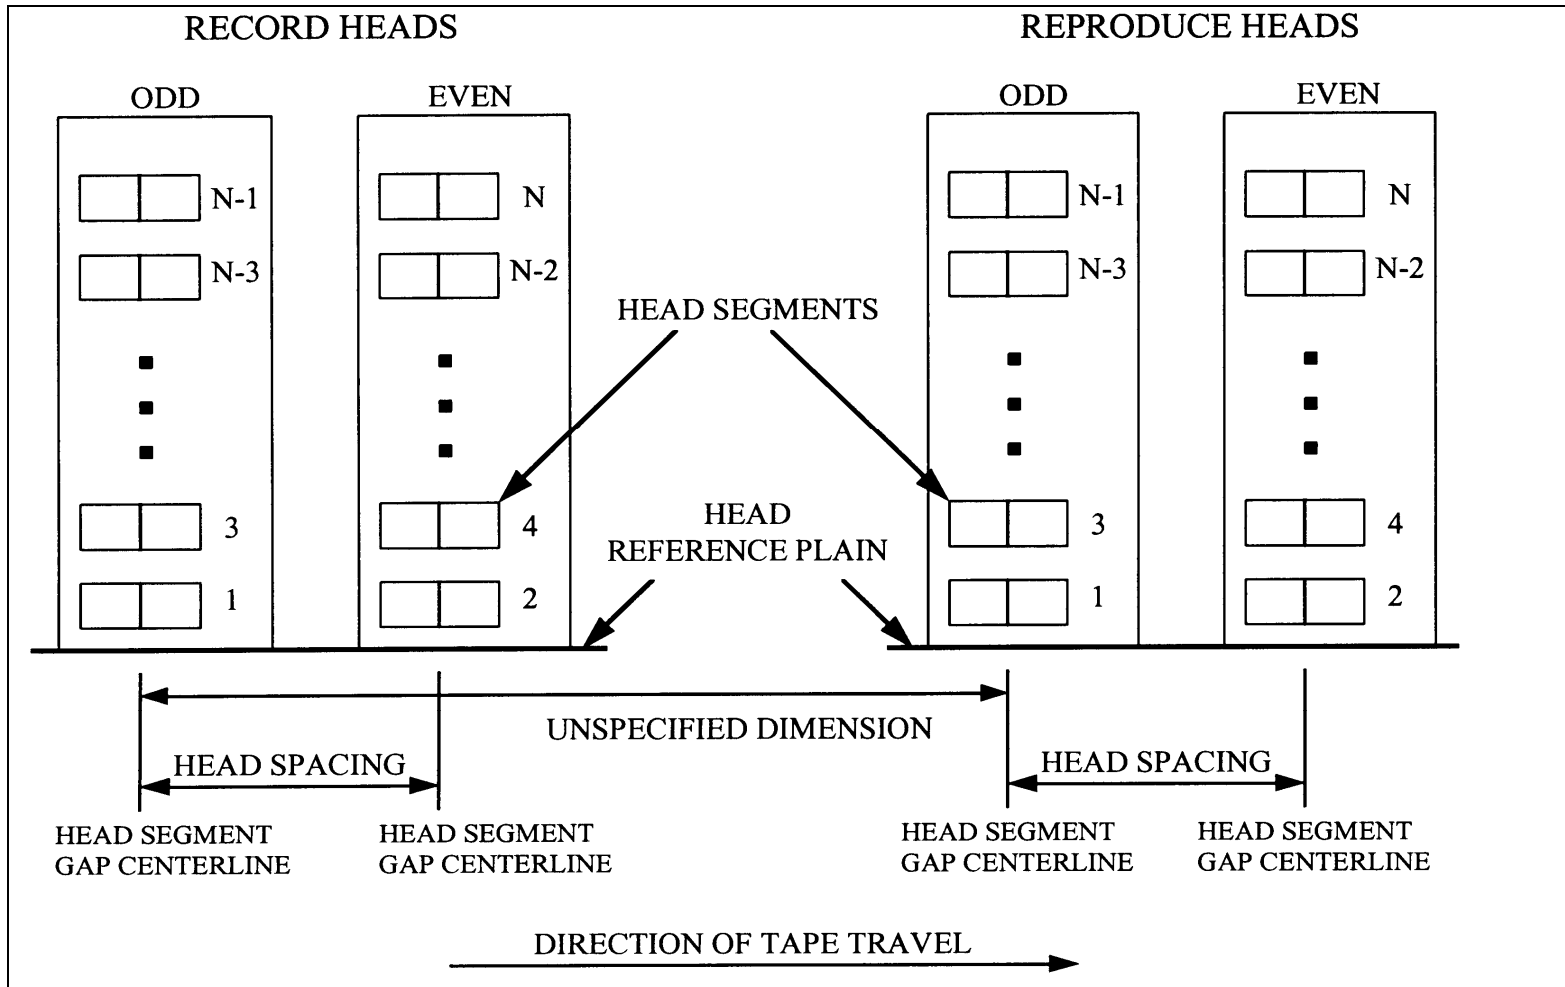 RECORD HEADS
REPRODUCE HEADS
ODD
EVEN
ODD
EVEN
N-1
N
N-1
N
N-3
N-2
N-3
N-2
HEAD SEGMENTS
3
4
HEAD
REFERENCE PLAIN
3
4
1
2
1
2
UNSPECIFIED DIMENSION
HEAD SPACING
HEAD SPACING
HEAD SEGMENT
GAP CENTERLINE
HEAD SEGMENT
GAP CENTERLINE
HEAD SEGMENT
GAP CENTERLINE
HEAD SEGMENT
GAP CENTERLINE
DIRECTION OF TAPE TRAVEL